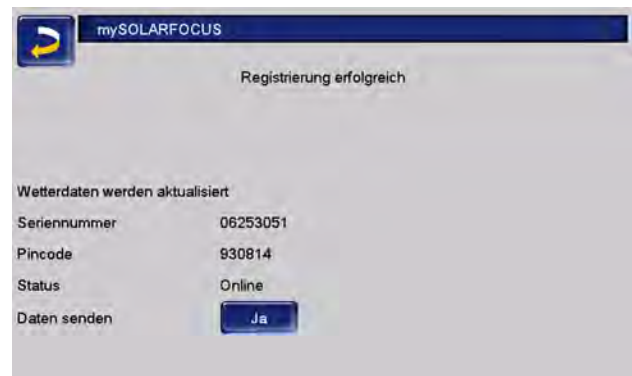 mySOLARFOCUS
Registrierung erfolgreich
Wetterdaten werden aktualisiert
Seriennummer 06253051
Pincode 930814
Status Online
Daten senden Ja